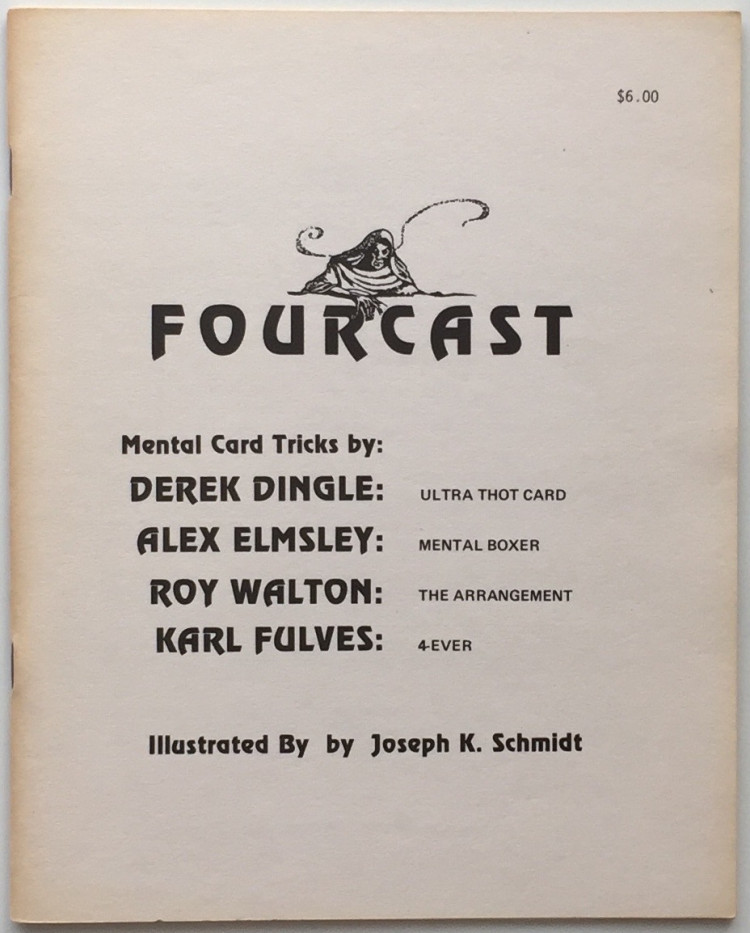 $6.00
FOURCAST
Mental Card Tricks by:
DEREK DINGLE: ULTRA THOT CARD
ALEX ELMSLEY: MENTAL BOXER
ROY WALTON: THE ARRANGEMENT
KARL FULVES: 4-EVER
Illustrated By by Joseph K. Schmidt